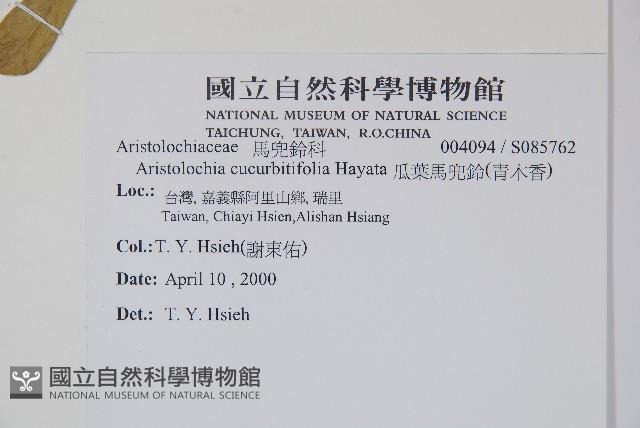 國立自然科學博物館
NATIONAL MUSEUM OF NATURAL SCIENCE
TAICHUNG, TAIWAN, R.O.CHINA
Aristolochiaceae 馬兜鈴科 004094 / S085762
Aristolochia cucurbitifolia Hayata 瓜葉馬兜鈴(青木香)
Loc.: 台灣, 嘉義縣阿里山鄉, 瑞里
Taiwan, Chiayi Hsien,Alishan Hsiang
Col.: T. Y. Hsieh(謝東佑)
Date: April 10 , 2000
Det.: T. Y. Hsieh
國立自然科學博物館
NATIONAL MUSEUM OF NATURAL SCIENCE